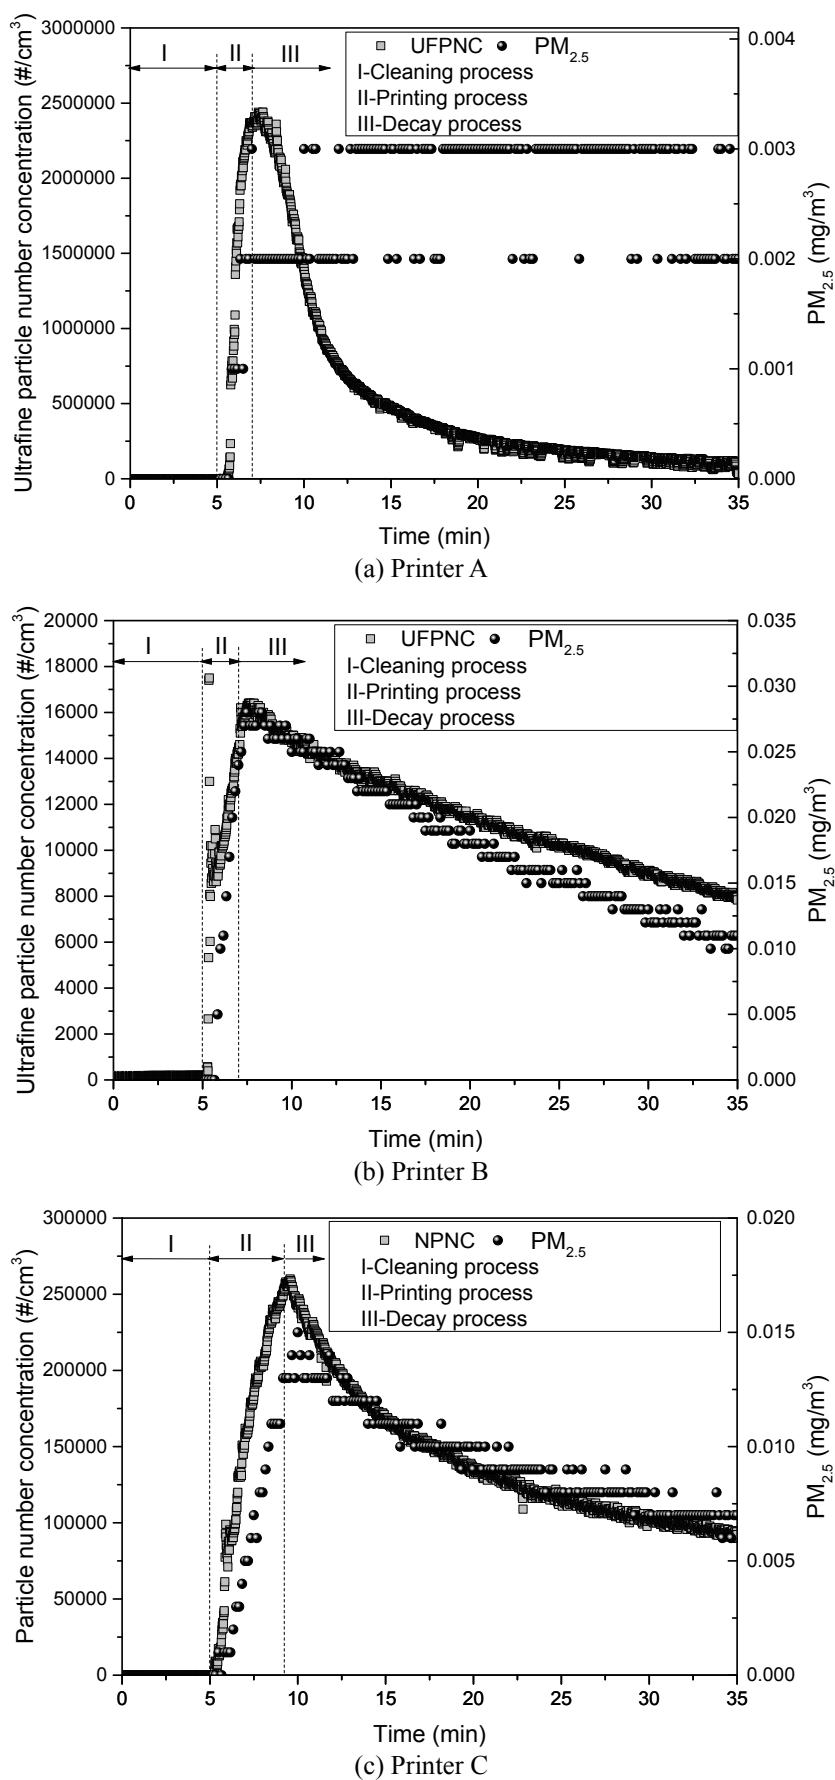 I II III
UFPNC PM2.5
I-Cleaning process
II-Printing process
III-Decay process
Ultrafine particle number concentration (#/cm³)
3000000
2500000
2000000
1500000
1000000
500000
0
0.004
0.003
0.002
0.001
0.000
PM2.5 (mg/m³)
0 5 10 15 20 25 30 35
Time (min)
(a) Printer A
I II III
UFPNC PM2.5
I-Cleaning process
II-Printing process
III-Decay process
Ultrafine particle number concentration (#/cm³)
20000
18000
16000
14000
12000
10000
8000
6000
4000
2000
0
0.035
0.030
0.025
0.020
0.015
0.010
0.005
0.000
PM2.5 (mg/m³)
0 5 10 15 20 25 30 35
Time (min)
(b) Printer B
I II III
NPNC PM2.5
I-Cleaning process
II-Printing process
III-Decay process
Particle number concentration (#/cm³)
300000
250000
200000
150000
100000
50000
0
0.020
0.015
0.010
0.005
0.000
PM2.5 (mg/m³)
0 5 10 15 20 25 30 35
Time (min)
(c) Printer C